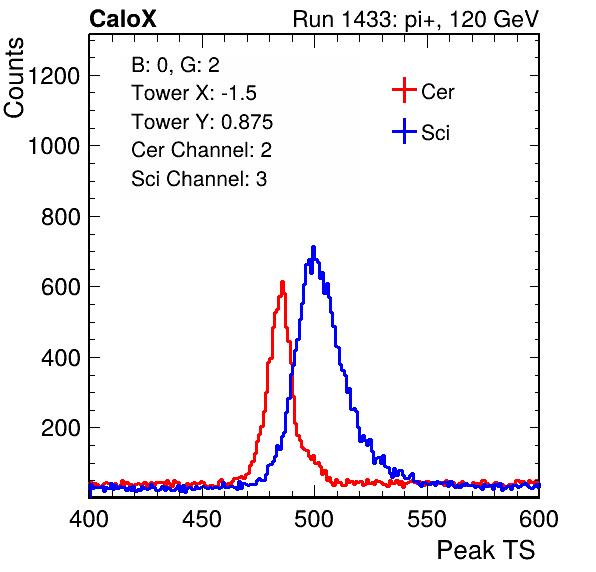 CaloX Run 1433: pi+, 120 GeV
Counts
B: 0, G: 2
Tower X: -1.5
Tower Y: 0.875
Cer Channel: 2
Sci Channel: 3
Cer
Sci
1200
1000
800
600
400
200
400 450 500 550 600
Peak TS